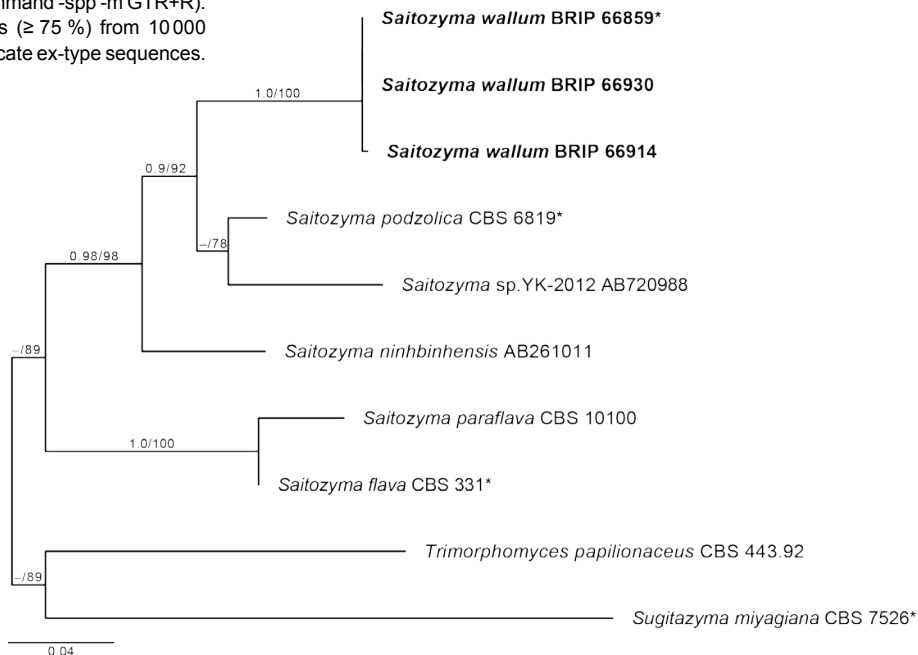 mmand -spp -m GTR+R).
s (≥ 75 %) from 10 000
cate ex-type sequences.
Saitozyma wallum BRIP 66859*
Saitozyma wallum BRIP 66930
1.0/100
Saitozyma wallum BRIP 66914
0.9/92
Saitozyma podzolica CBS 6819*
–/78
0.98/98
Saitozyma sp.YK-2012 AB720988
Saitozyma ninhbinhensis AB261011
–/89
Saitozyma paraflava CBS 10100
1.0/100
Saitozyma flava CBS 331*
Trimorphomyces papilionaceus CBS 443.92
–/89
Sugitazyma miyagiana CBS 7526*
0.04